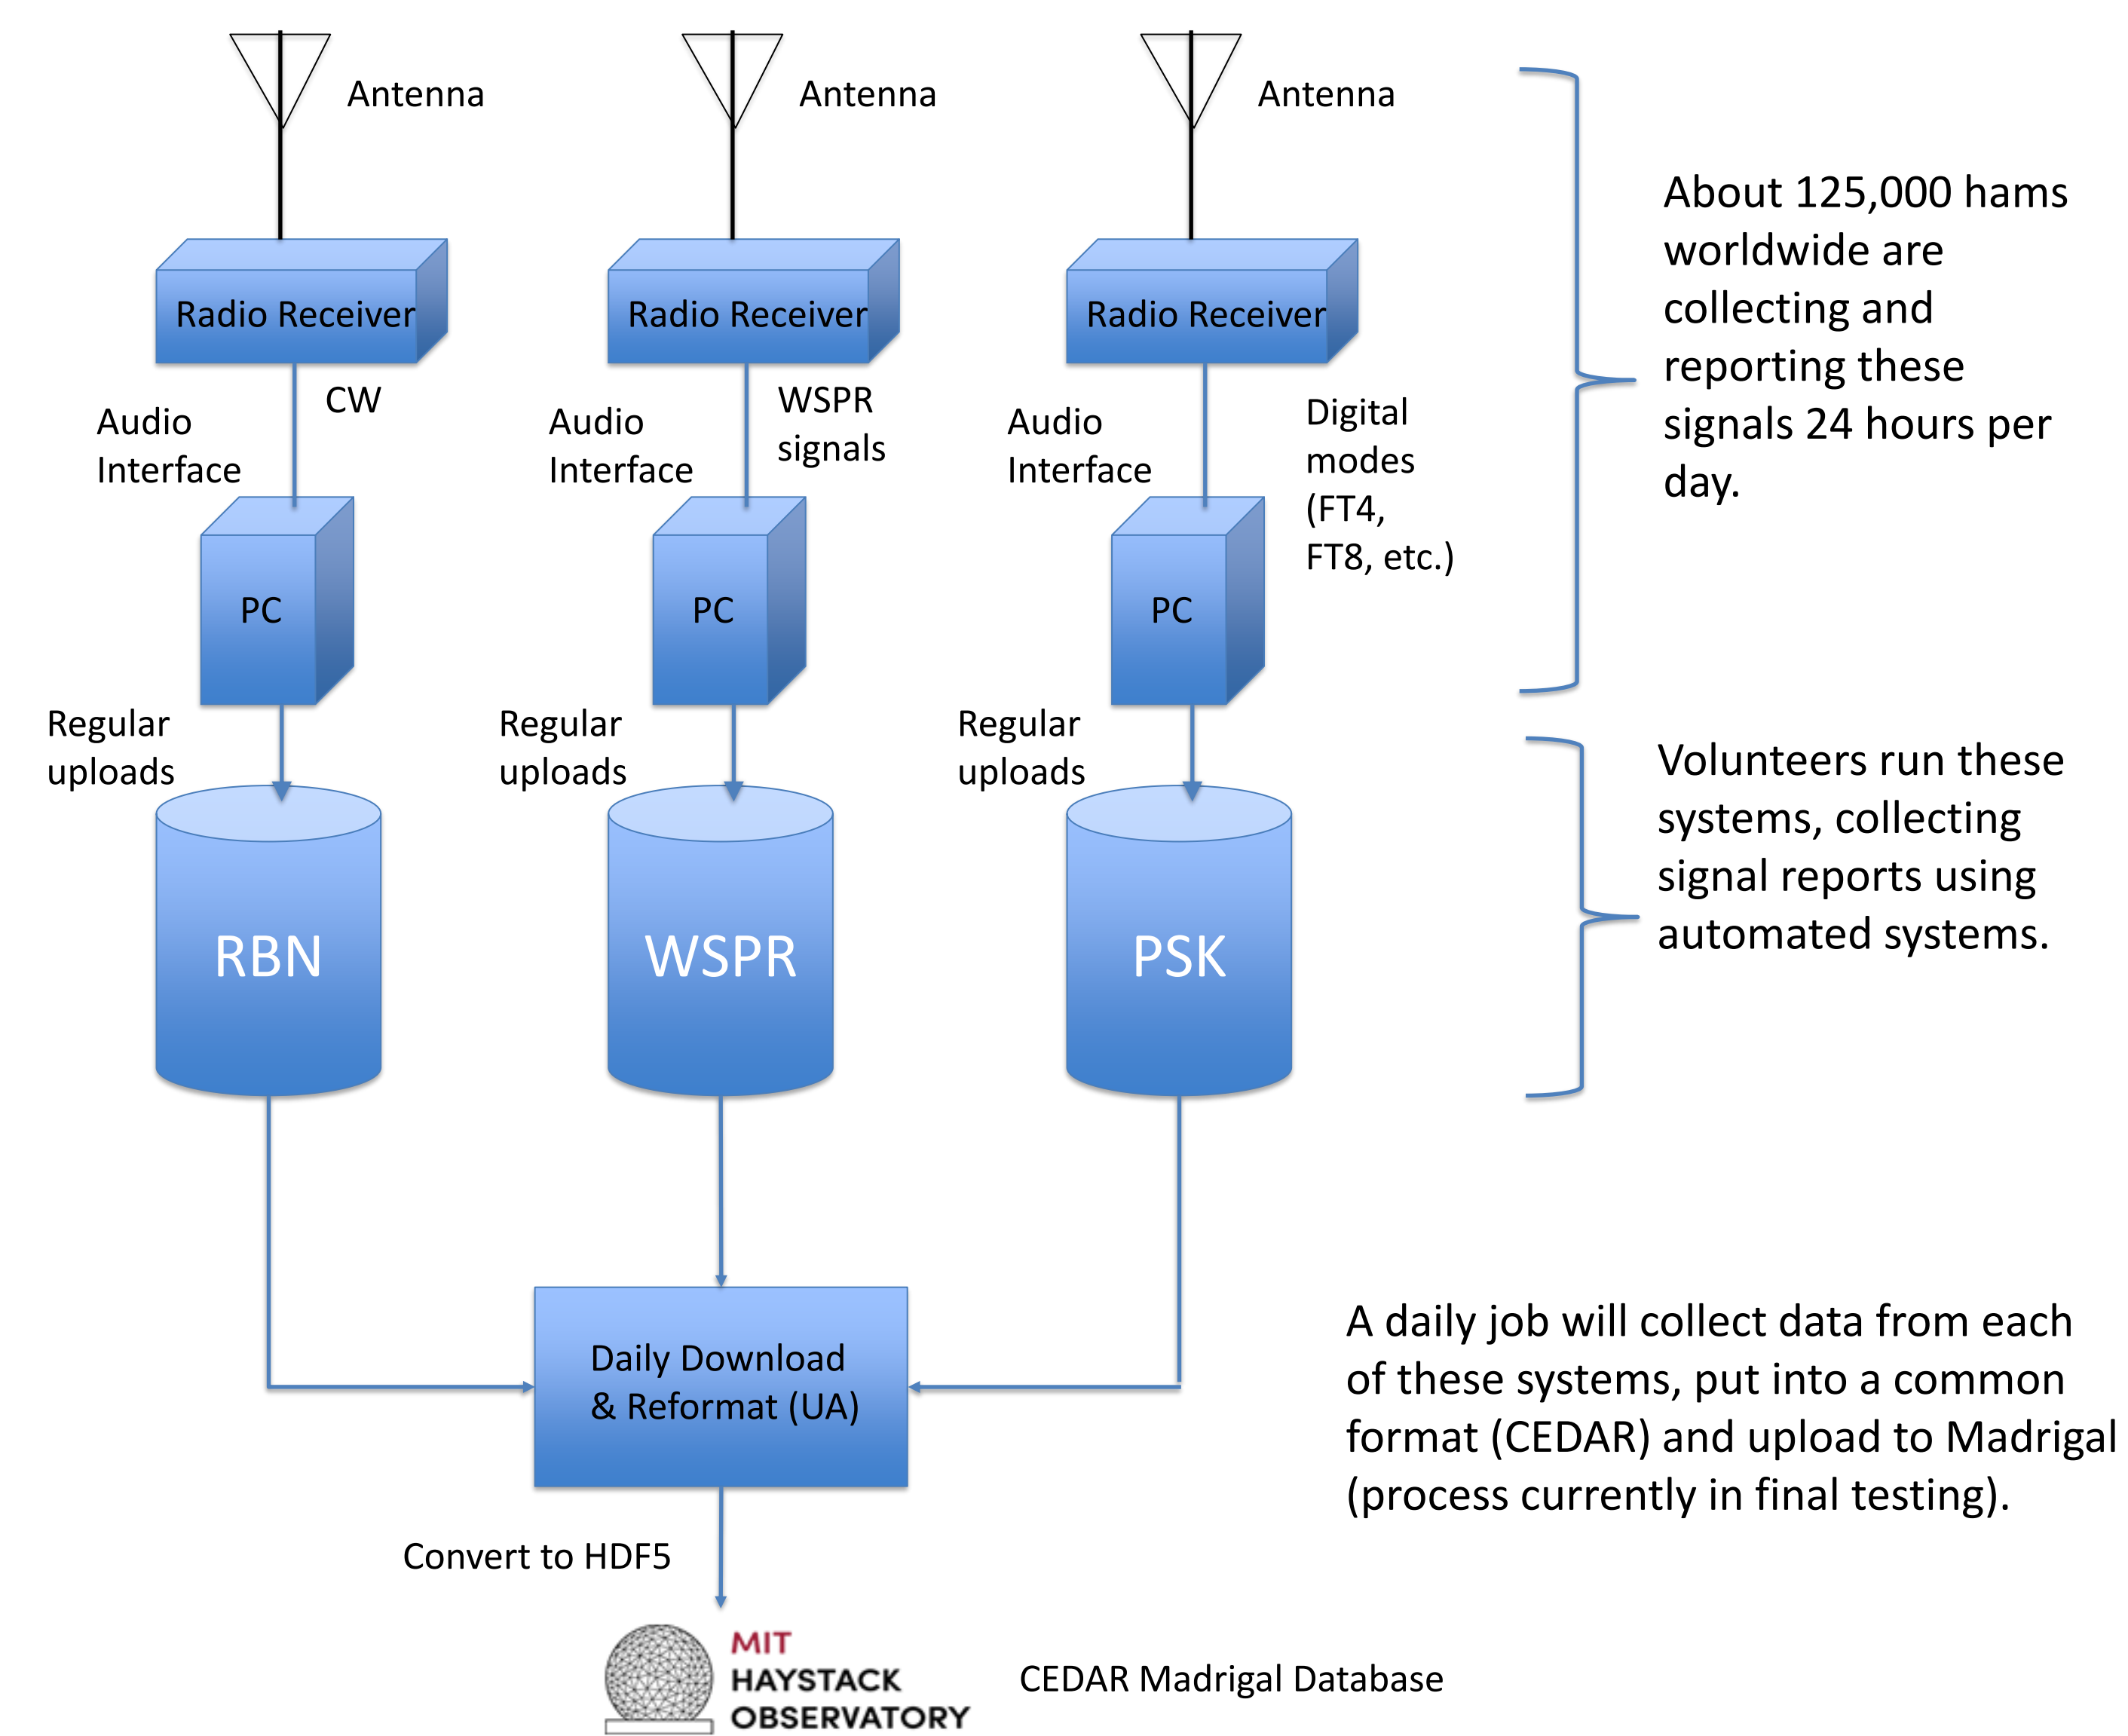 Antenna
Antenna
Antenna
Radio Receiver
Radio Receiver
Radio Receiver
About 125,000 hams
worldwide are
collecting and
reporting these
signals 24 hours per
day.
CW
Audio
Interface
WSPR
signals
Audio
Interface
Digital
modes
(FT4,
FT8, etc.)
Audio
Interface
PC
PC
PC
Regular
uploads
Regular
uploads
Regular
uploads
Volunteers run these
systems, collecting
signal reports using
automated systems.
RBN
WSPR
PSK
Daily Download
& Reformat (UA)
A daily job will collect data from each
of these systems, put into a common
format (CEDAR) and upload to Madrigal
(process currently in final testing).
Convert to HDF5
MIT
HAYSTACK
OBSERVATORY
CEDAR Madrigal Database